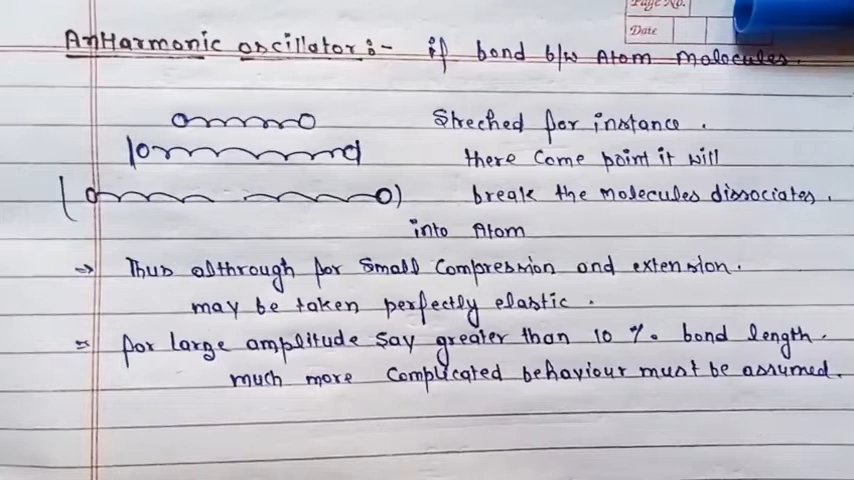 Page No.
Date
AnHarmonic oscillator :- if bond b/w Atom molecules.
Streched for instance.
there come point it will
break the molecules dissociates.
into Atom
⇒ Thus althrough for small compression and extension.
may be taken perfectly elastic.
= for large amplitude say greater than 10 % bond length.
much more complicated behaviour must be assumed.